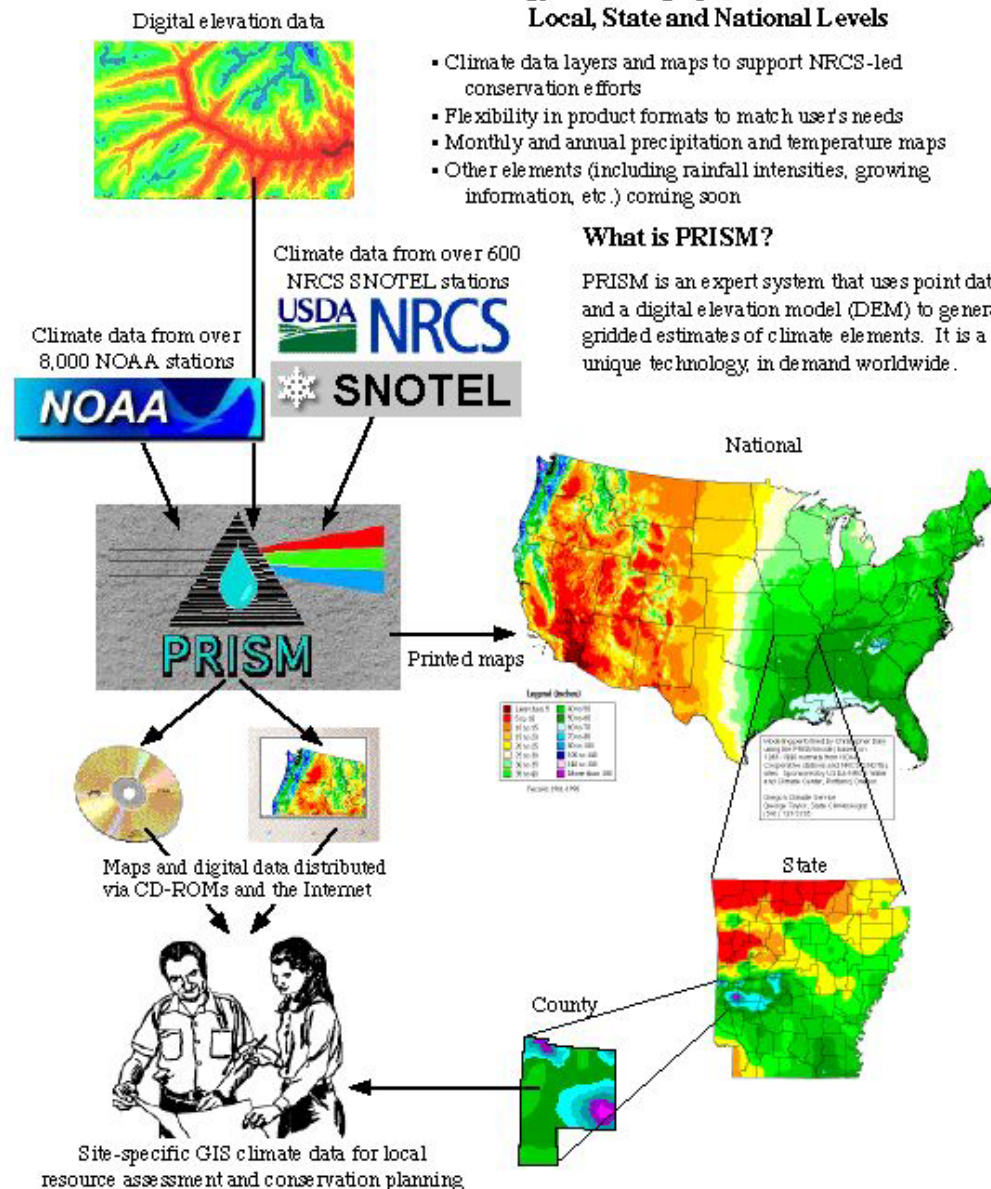 Local, State and National Levels
Digital elevation data
▪ Climate data layers and maps to support NRCS-led
conservation efforts
▪ Flexibility in product formats to match user's needs
▪ Monthly and annual precipitation and temperature maps
▪ Other elements (including rainfall intensities, growing
information, etc.) coming soon
What is PRISM?
PRISM is an expert system that uses point dat
and a digital elevation model (DEM) to genera
gridded estimates of climate elements. It is a
unique technology, in demand worldwide.
Climate data from over 600
NRCS SNOTEL stations
USDA NRCS
SNOTEL
Climate data from over
8,000 NOAA stations
NOAA
PRISM
Printed maps
National
Legend (inches)
State
County
Maps and digital data distributed
via CD-ROMs and the Internet
Site-specific GIS climate data for local
resource assessment and conservation planning